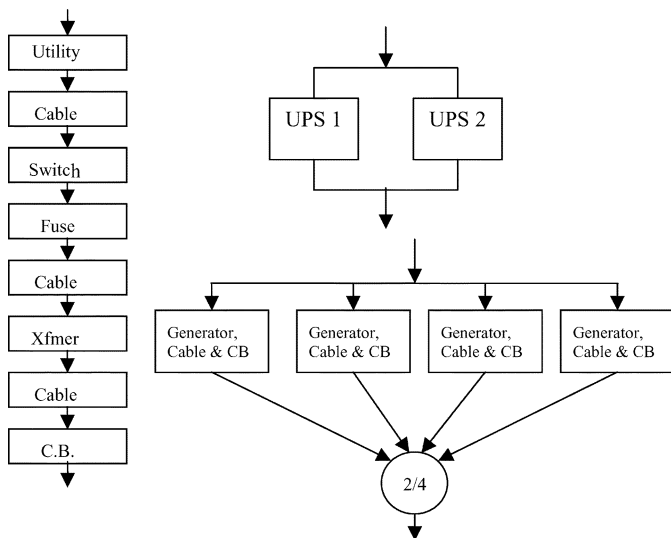 Utility
Cable
Switch
Fuse
Cable
Xfmer
Cable
C.B.
UPS 1
UPS 2
Generator,
Cable & CB
Generator,
Cable & CB
Generator,
Cable & CB
Generator,
Cable & CB
2/4